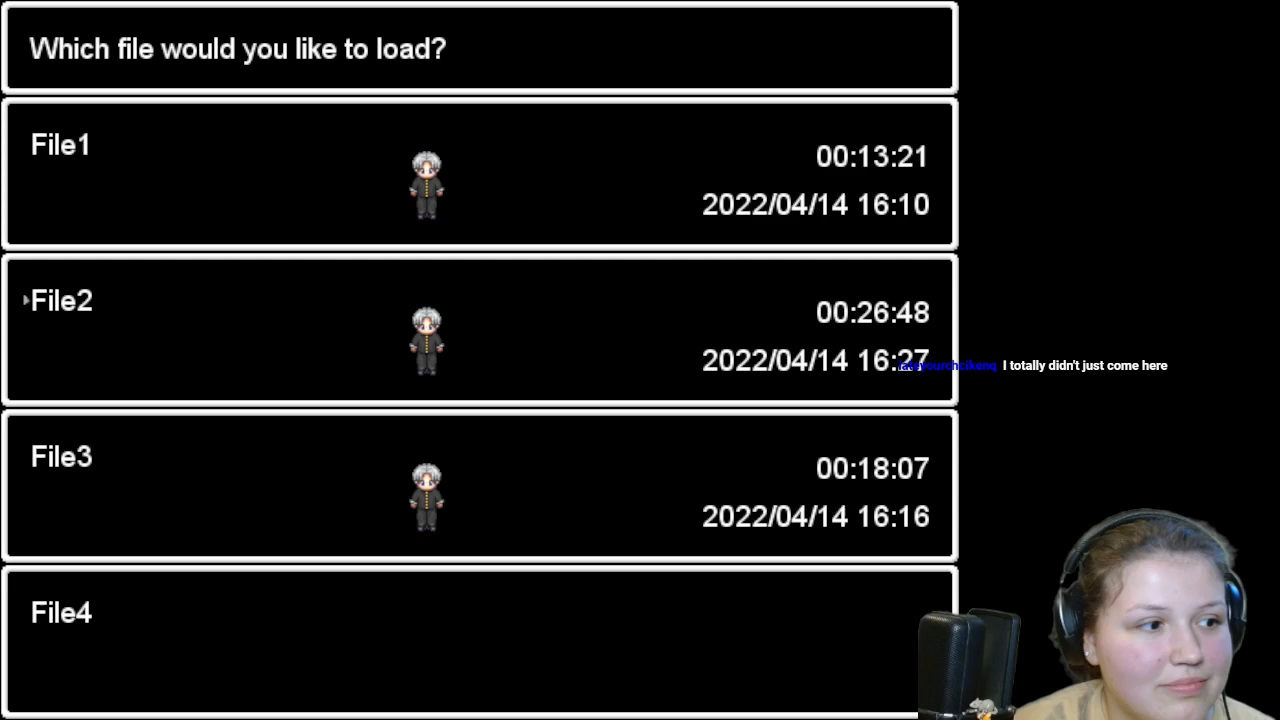 Which file would you like to load?
File1
00:13:21
2022/04/14 16:10
File2
00:26:48
2022/04/14 16:27
I totally didn't just come here
File3
00:18:07
2022/04/14 16:16
File4